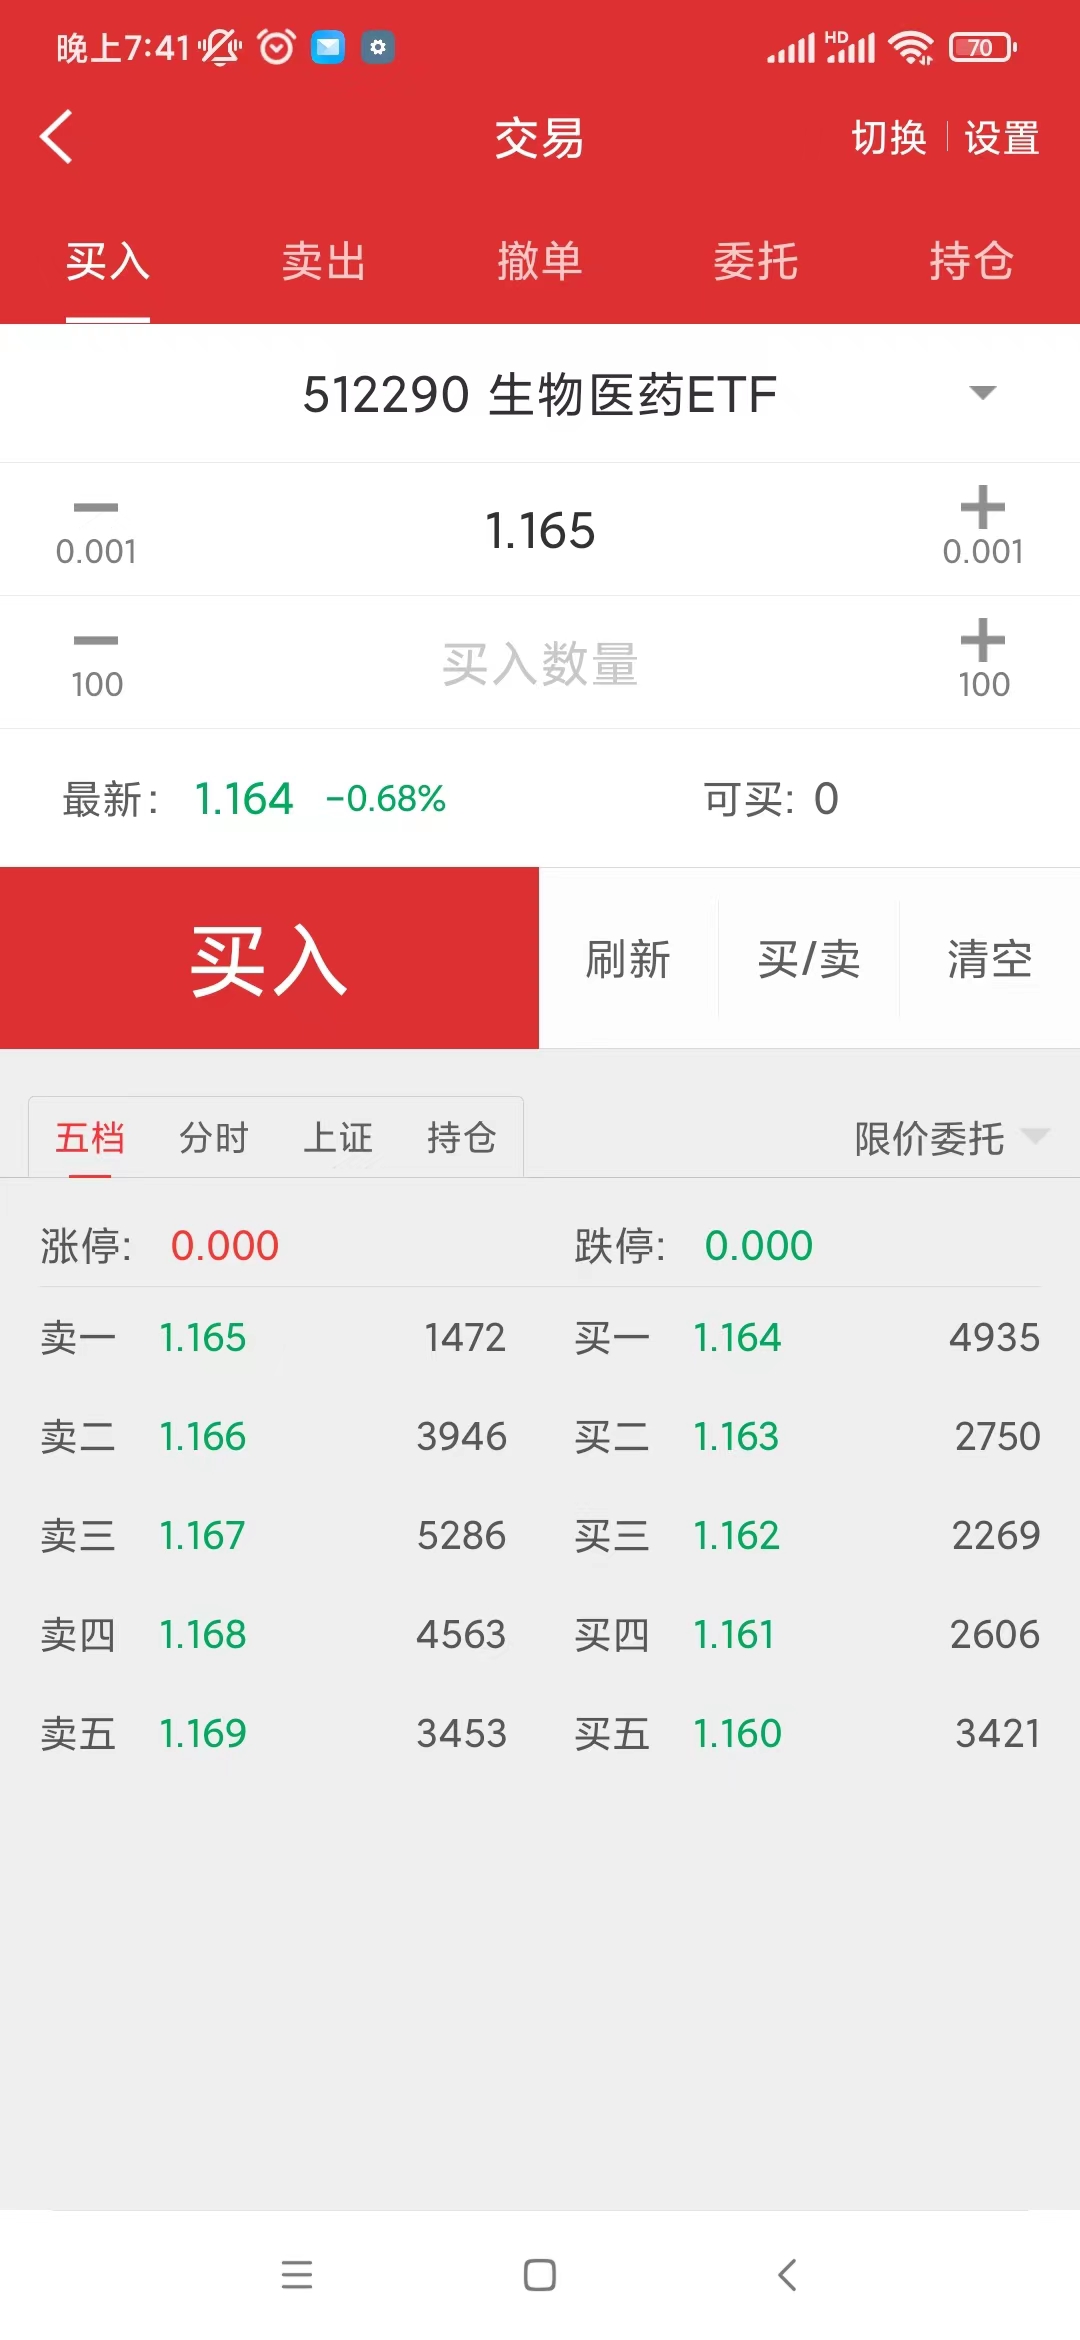 晚上7:41 HD 70
交易 切换 设置
买入 卖出 撤单 委托 持仓
512290 生物医药ETF
1.165
0.001 0.001
买入数量
100 100
最新: 1.164 -0.68% 可买: 0
买入 刷新 买/卖 清空
五档 分时 上证 持仓 限价委托
涨停: 0.000 跌停: 0.000
卖一 1.165 1472 买一 1.164 4935
卖二 1.166 3946 买二 1.163 2750
卖三 1.167 5286 买三 1.162 2269
卖四 1.168 4563 买四 1.161 2606
卖五 1.169 3453 买五 1.160 3421